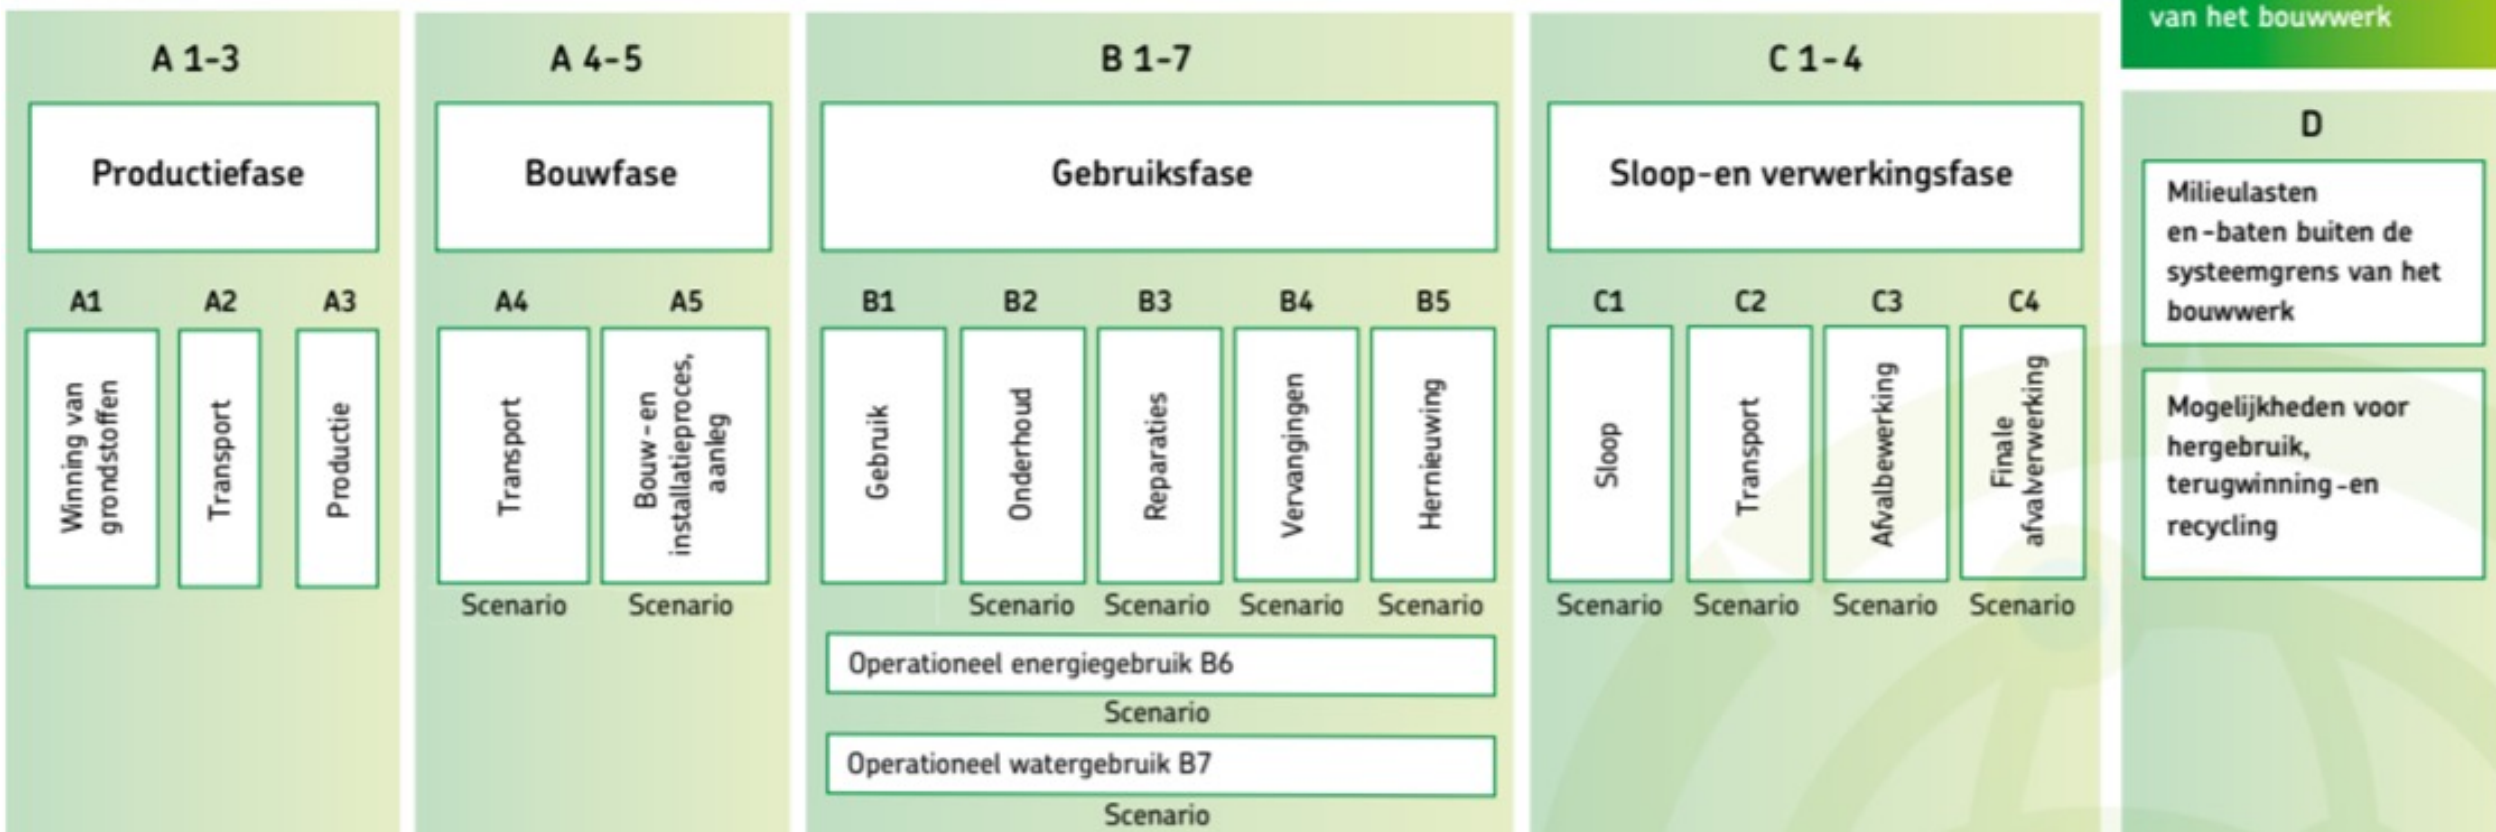 van het bouwwerk
A 1-3
Productiefase
A1
A2
A3
Winning van
grondstoffen
Transport
Productie
A 4-5
Bouwfase
A4
A5
Transport
Bouw-en
installatieproces,
aanleg
Scenario
Scenario
B 1-7
Gebruiksfase
B1
B2
B3
B4
B5
Gebruik
Onderhoud
Reparaties
Vervangingen
Hernieuwing
Scenario
Scenario
Scenario
Scenario
Operationeel energiegebruik B6
Scenario
Operationeel watergebruik B7
Scenario
C 1-4
Sloop-en verwerkingsfase
C1
C2
C3
C4
Sloop
Transport
Afvalbewerking
Finale
afvalverwerking
Scenario
Scenario
Scenario
Scenario
D
Milieulasten
en-baten buiten de
systeemgrens van het
bouwwerk
Mogelijkheden voor
hergebruik,
terugwinning-en
recycling